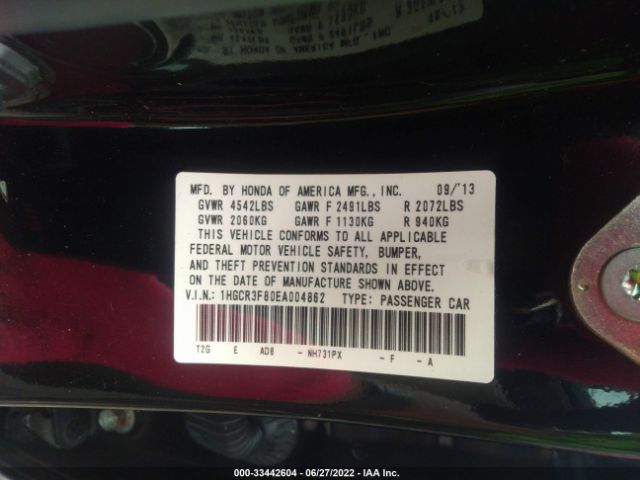 MFD. BY HONDA OF AMERICA MFG., INC. 09/'13
GVWR 4542LBS GAWR F 2491LBS R 2072LBS
GVWR 2060KG GAWR F 1130KG R 940KG
THIS VEHICLE CONFORMS TO ALL APPLICABLE
FEDERAL MOTOR VEHICLE SAFETY, BUMPER,
AND THEFT PREVENTION STANDARDS IN EFFECT
ON THE DATE OF MANUFACTURE SHOWN ABOVE.
V.I.N.: 1HGCR3F80EA004862 TYPE: PASSENGER CAR
T2G E ADB - NH731PX - F - A
000-33442604 - 06/27/2022 - IAA Inc.